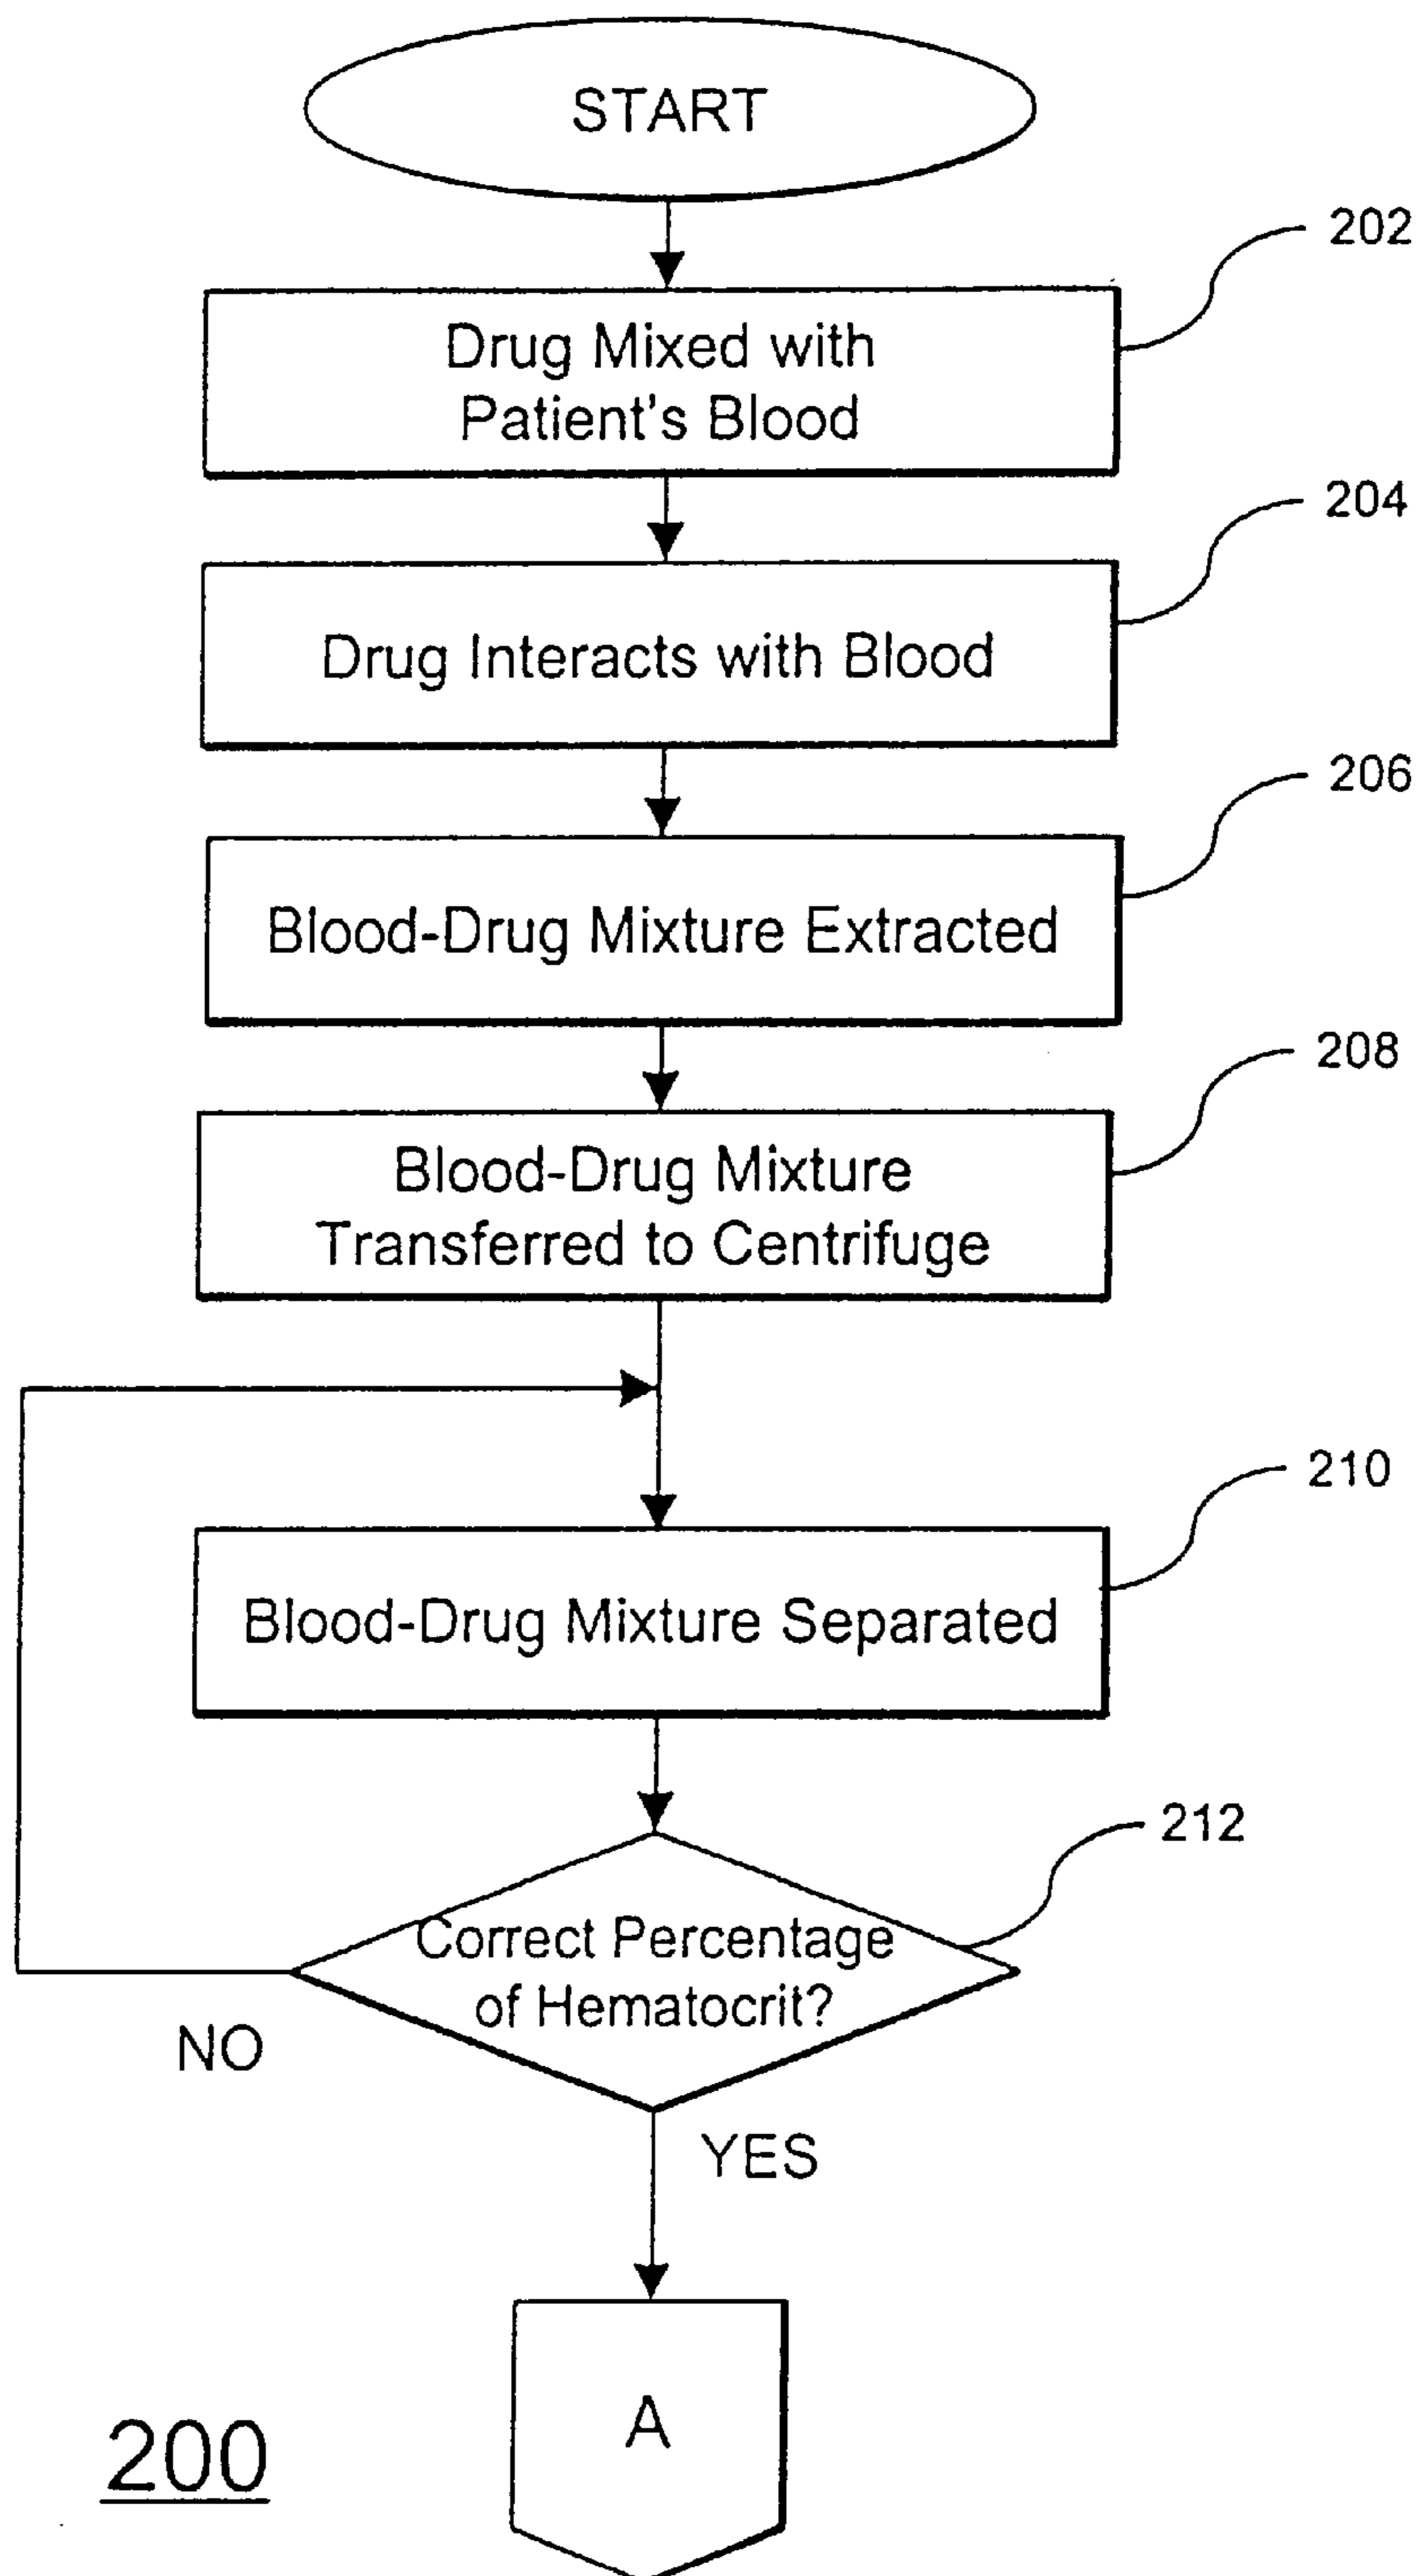 START
202
Drug Mixed with
Patient's Blood
204
Drug Interacts with Blood
206
Blood-Drug Mixture Extracted
208
Blood-Drug Mixture
Transferred to Centrifuge
210
Blood-Drug Mixture Separated
212
Correct Percentage
of Hematocrit?
NO
YES
A
200